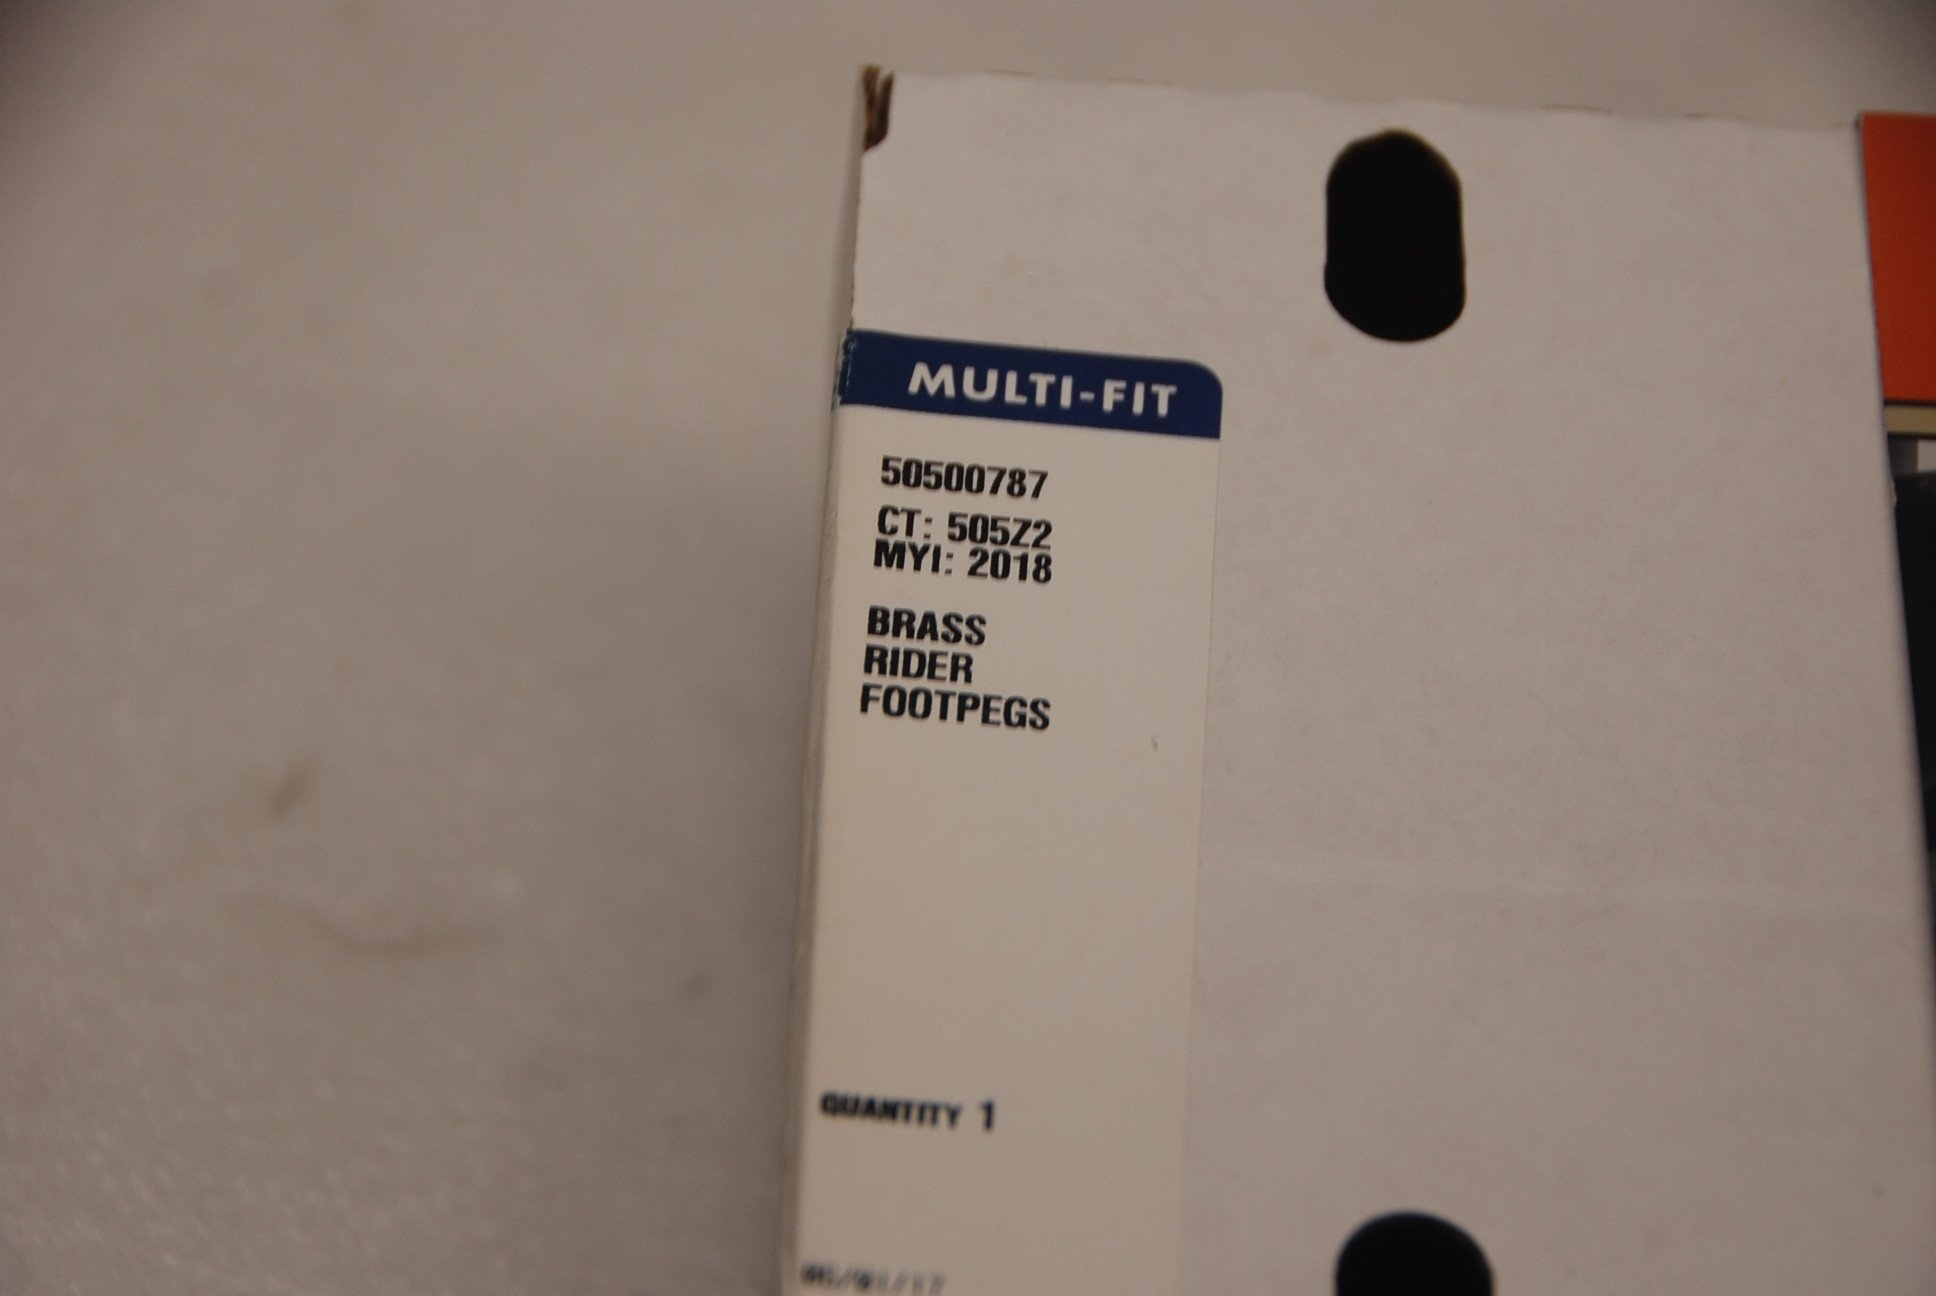 MULTI-FIT
50500787
CT: 505Z2
MYI: 2018
BRASS
RIDER
FOOTPEGS
QUANTITY 1